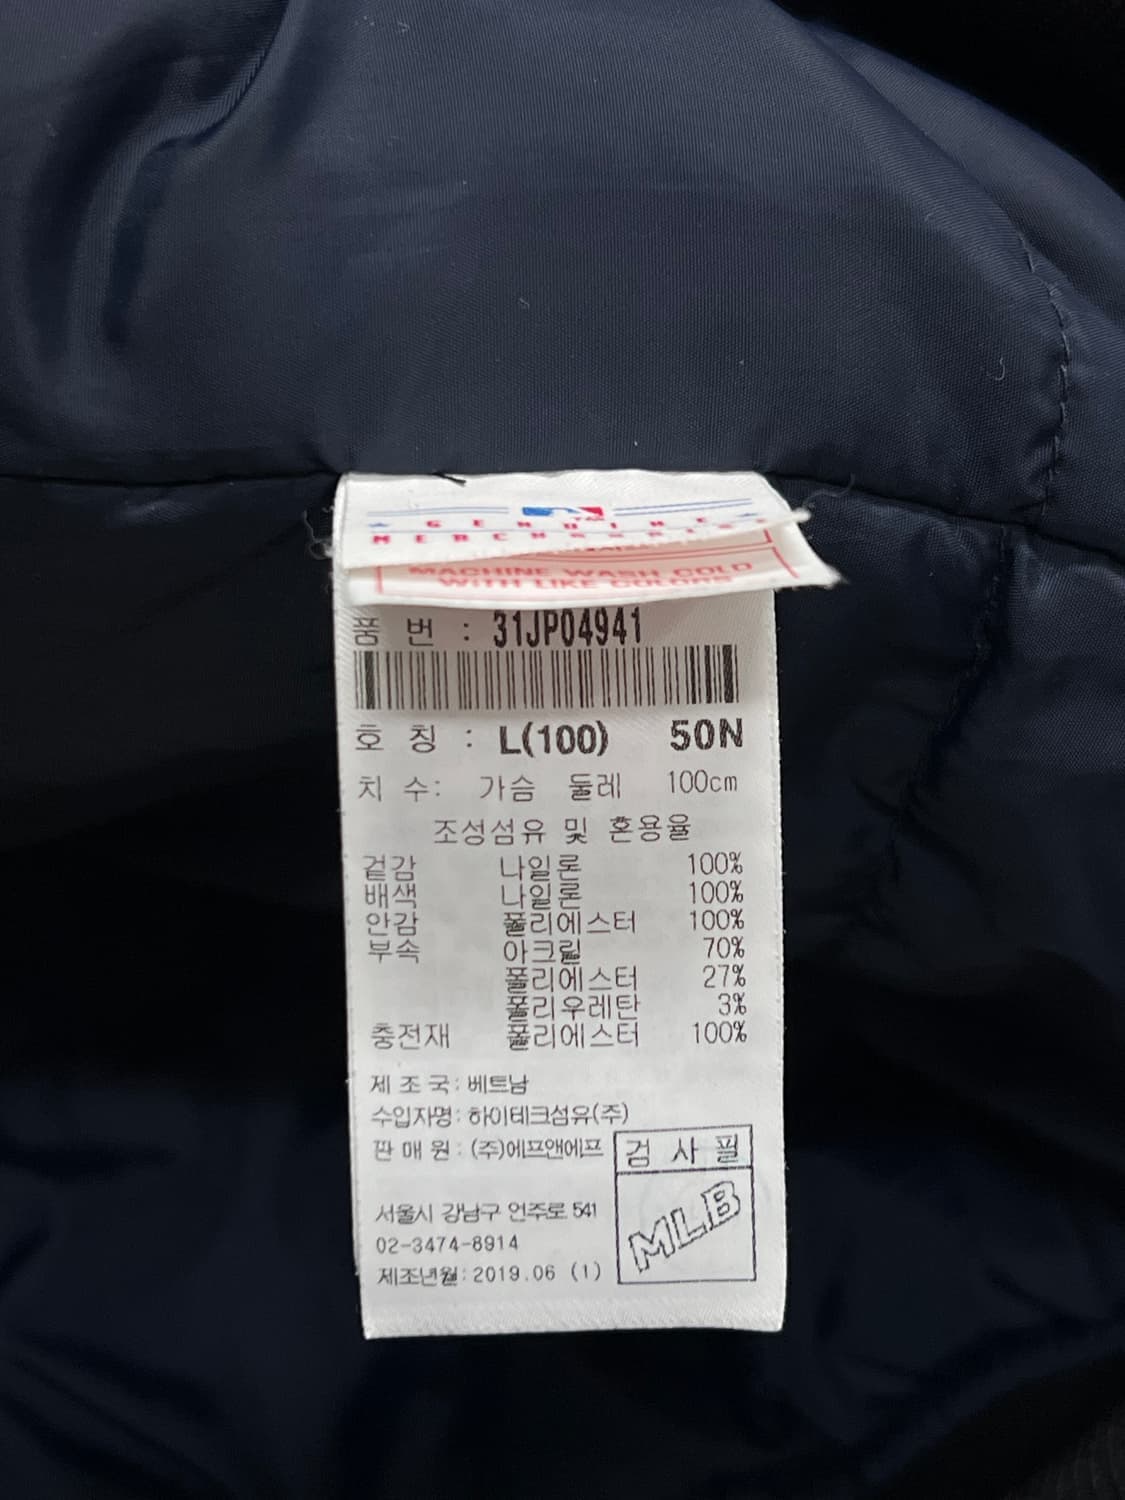 GENUINE
MERCHANDISE
MACHINE WASH COLD
WITH LIKE COLORS
품 번 : 31JP04941
호 칭 : L(100) 50N
치 수: 가슴 둘레 100cm
조성섬유 및 혼용율
겉감 나일론 100%
배색 나일론 100%
안감 폴리에스터 100%
부속 아크릴 70%
폴리에스터 27%
폴리우레탄 3%
충전재 폴리에스터 100%
제 조 국: 베트남
수입자명: 하이테크섬유(주)
판 매 원: (주)에프앤에프
검 사 필
MLB
서울시 강남구 언주로 541
02-3474-8914
제조년월: 2019.06 (1)